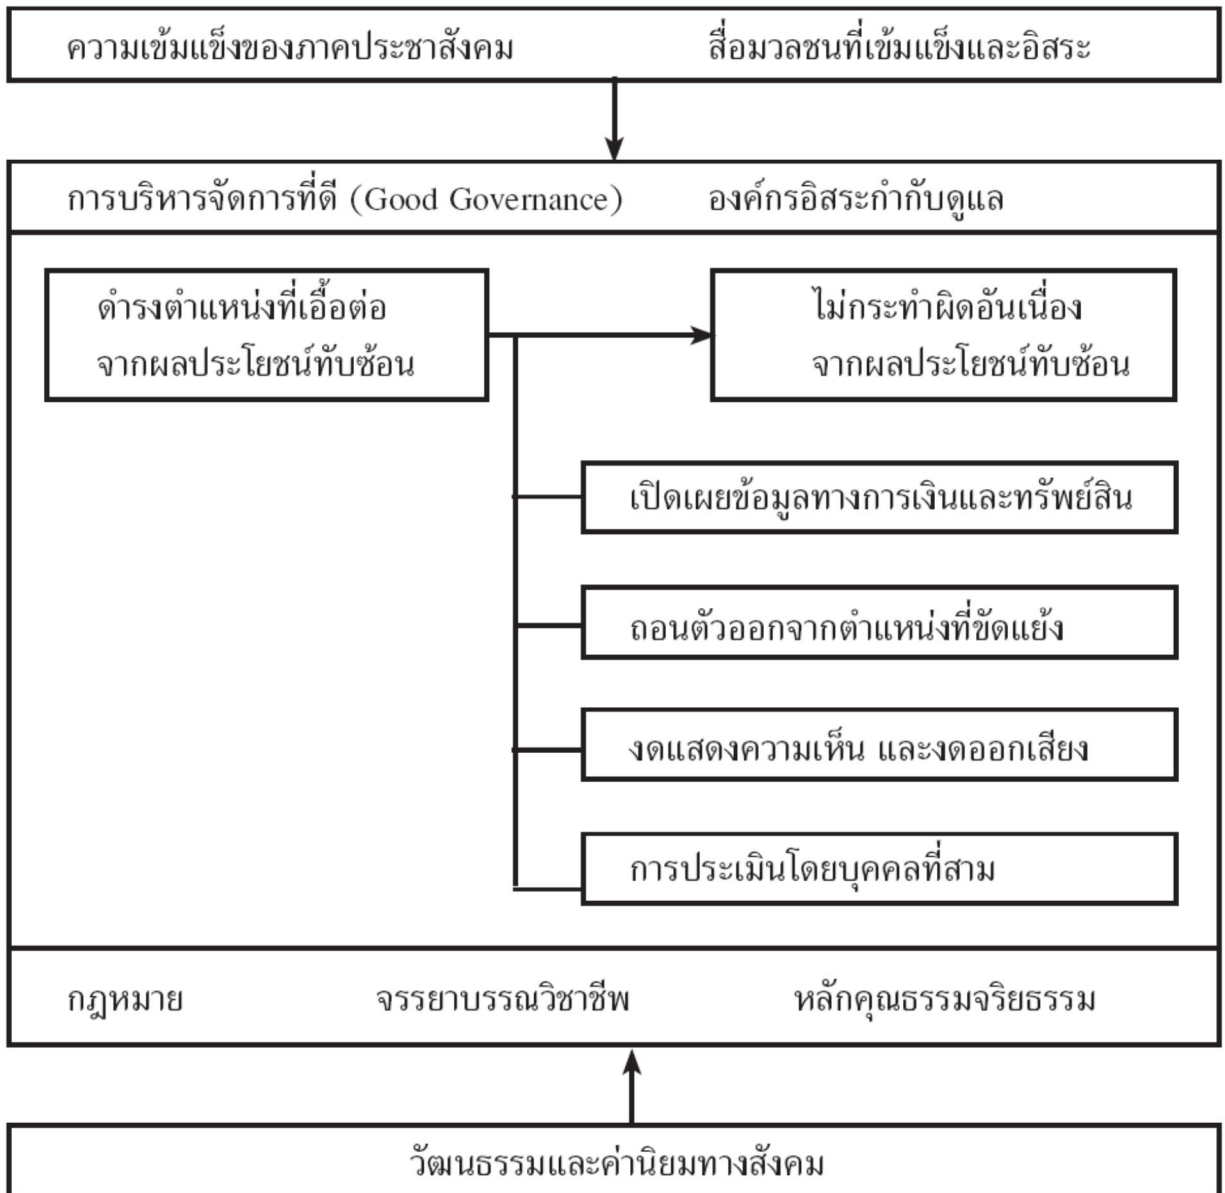 ความเข้มแข็งของภาคประชาสังคม สื่อมวลชนที่เข้มแข็งและอิสระ
การบริหารจัดการที่ดี (Good Governance) องค์กรอิสระกำกับดูแล
ดำรงตำแหน่งที่เอื้อต่อ
จากผลประโยชน์ทับซ้อน
ไม่กระทำผิดอันเนื่อง
จากผลประโยชน์ทับซ้อน
เปิดเผยข้อมูลทางการเงินและทรัพย์สิน
ถอนตัวออกจากตำแหน่งที่ขัดแย้ง
งดแสดงความเห็น และงดออกเสียง
การประเมินโดยบุคคลที่สาม
กฎหมาย จรรยาบรรณวิชาชีพ หลักคุณธรรมจริยธรรม
วัฒนธรรมและค่านิยมทางสังคม